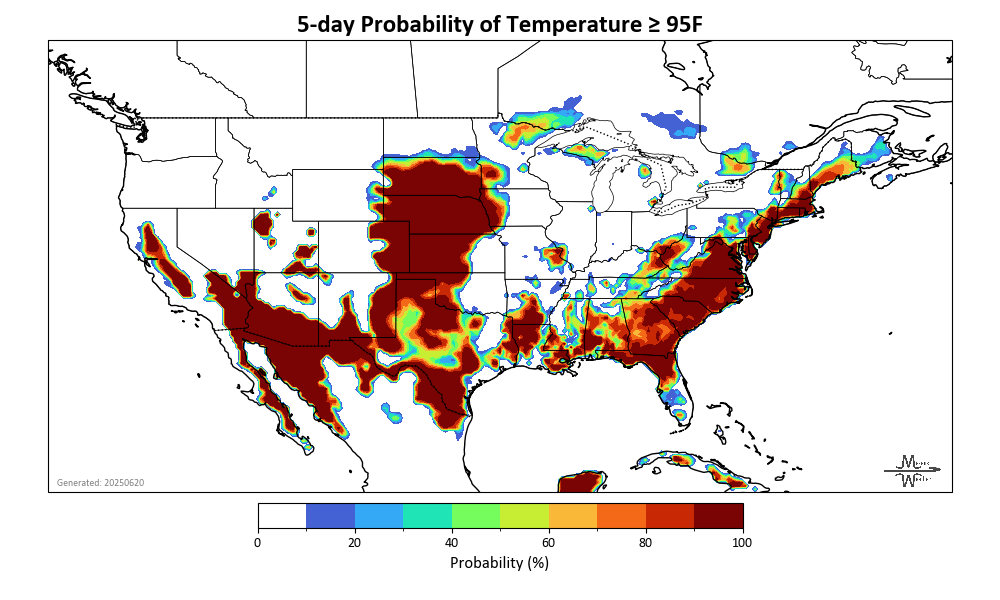 5-day Probability of Temperature ≥ 95F
Generated: 20250620
0 20 40 60 80 100
Probability (%)